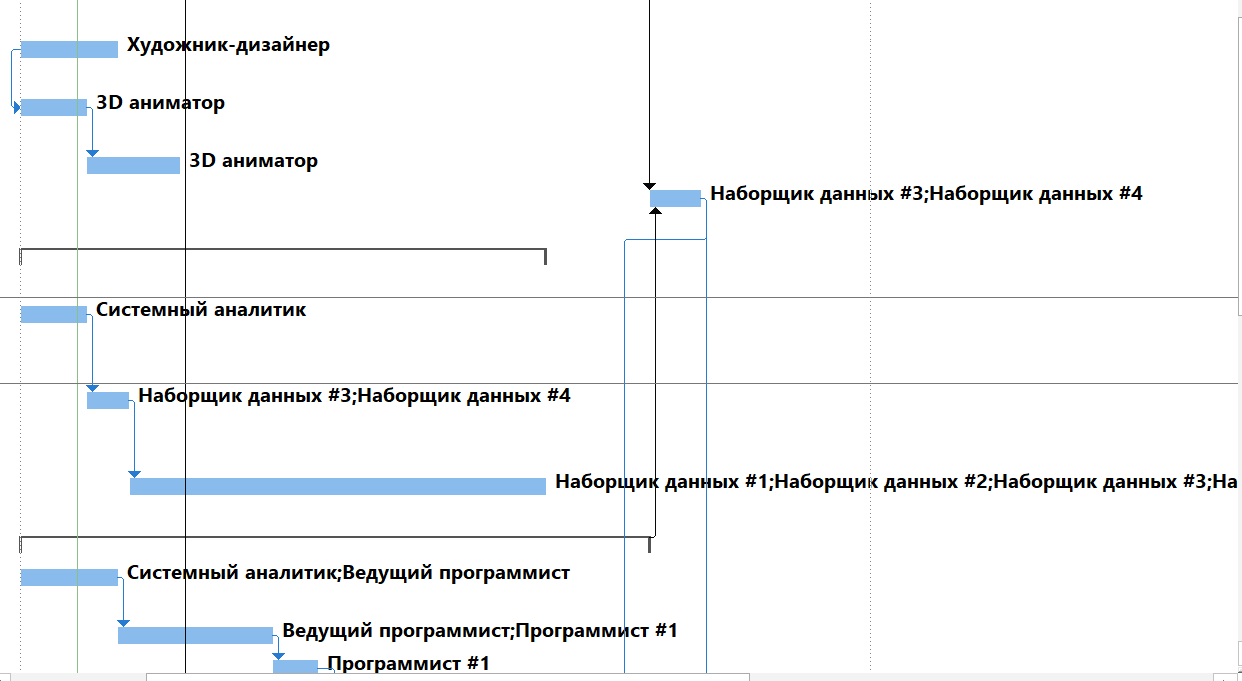 Художник-дизайнер
3D аниматор
3D аниматор
Наборщик данных #3;Наборщик данных #4
Системный аналитик
Наборщик данных #3;Наборщик данных #4
Наборщик данных #1;Наборщик данных #2;Наборщик данных #3;На
Системный аналитик;Ведущий программист
Ведущий программист;Программист #1
Программист #1